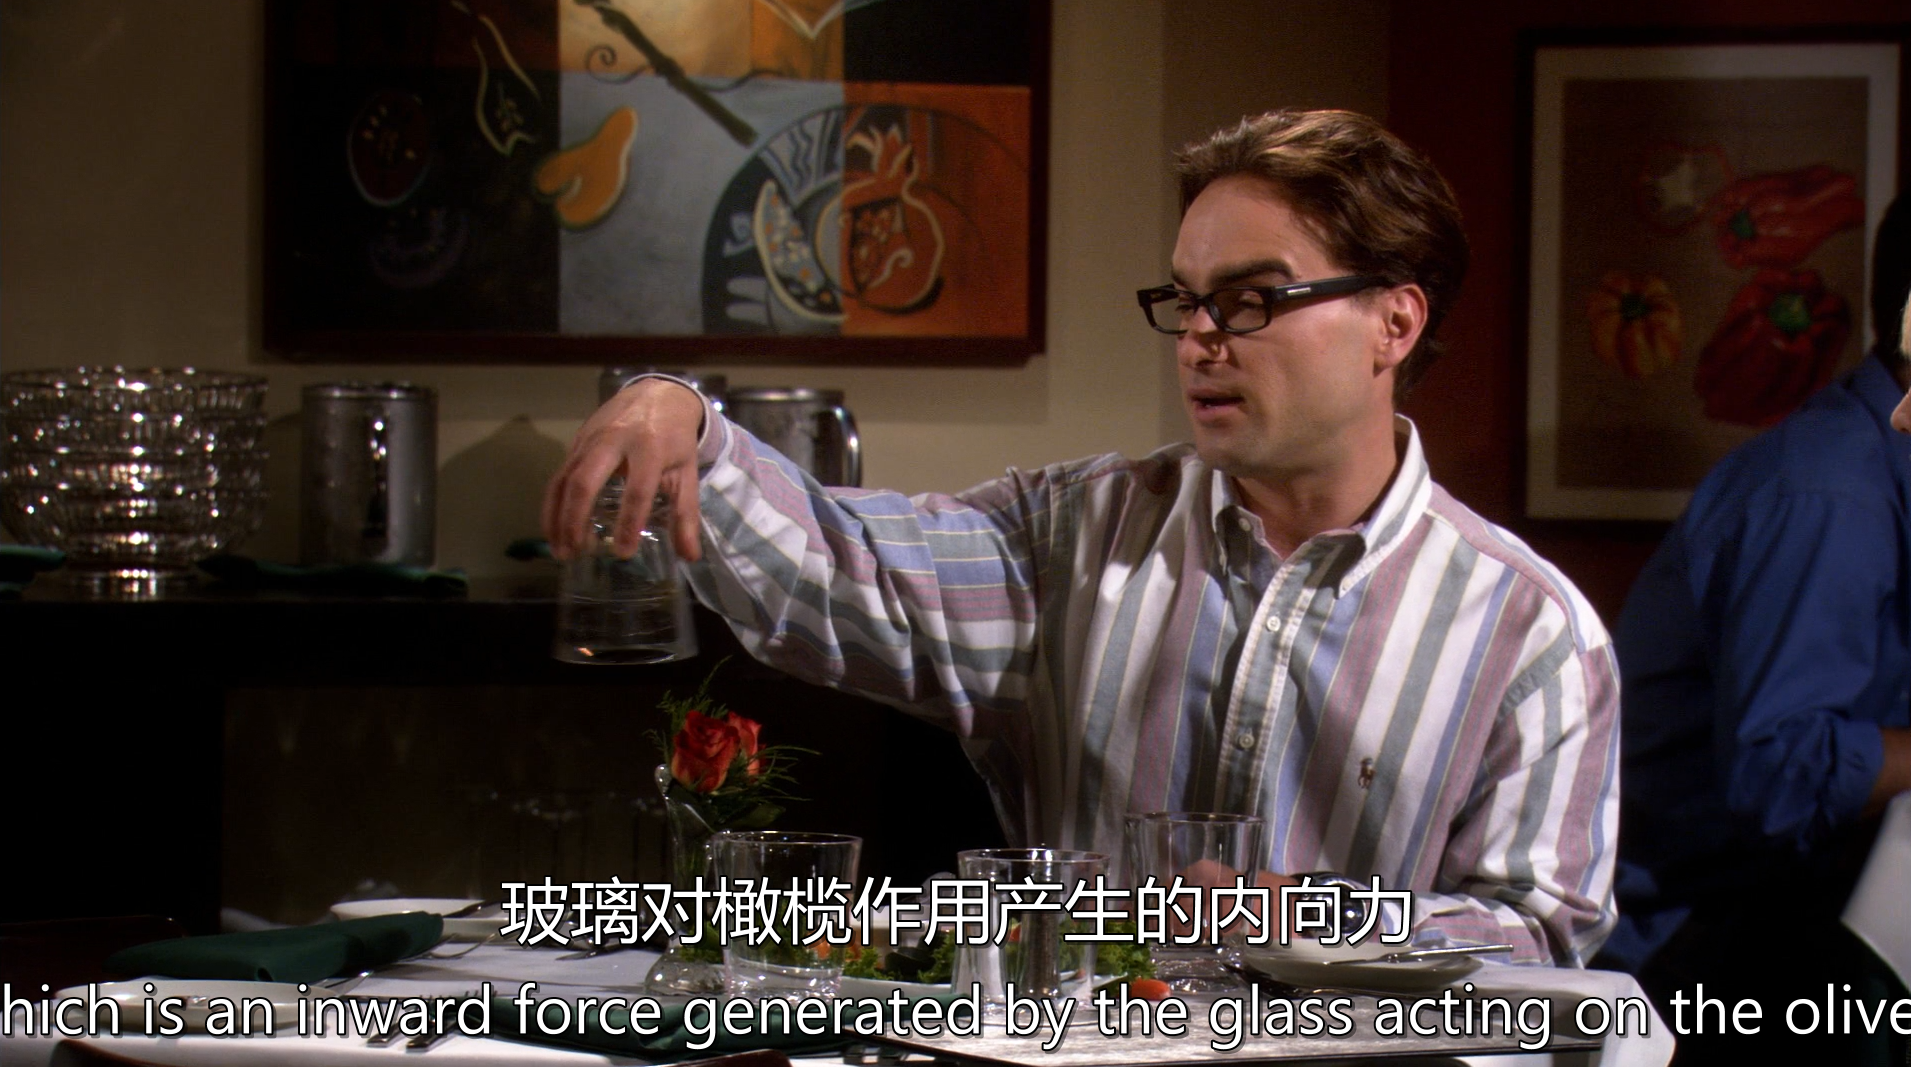 玻璃对橄榄作用产生的内向力
hich is an inward force generated by the glass acting on the olive